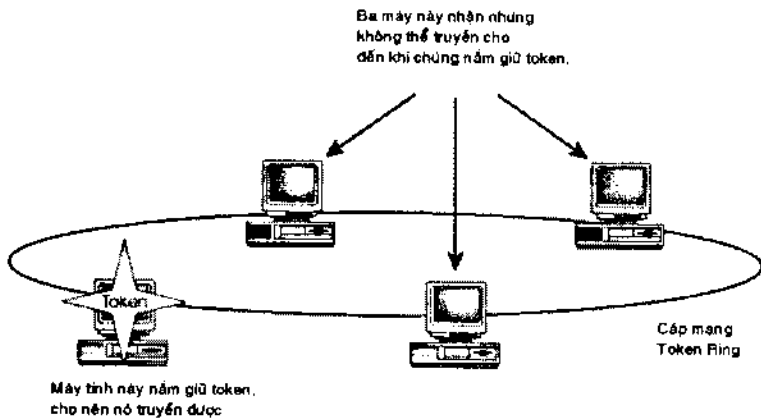 Ba máy này nhận nhưng
không thể truyền cho
đến khi chúng nắm giữ token.
Token
Cáp mạng
Token Ring
Máy tính này nắm giữ token,
cho nên nó truyền được